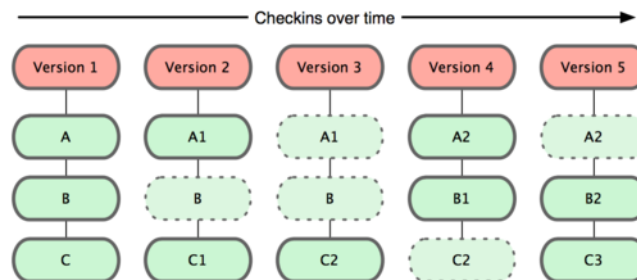 Checkins over time
Version 1 Version 2 Version 3 Version 4 Version 5
A A1 A1 A2 A2
B B B B1 B2
C C1 C2 C2 C3